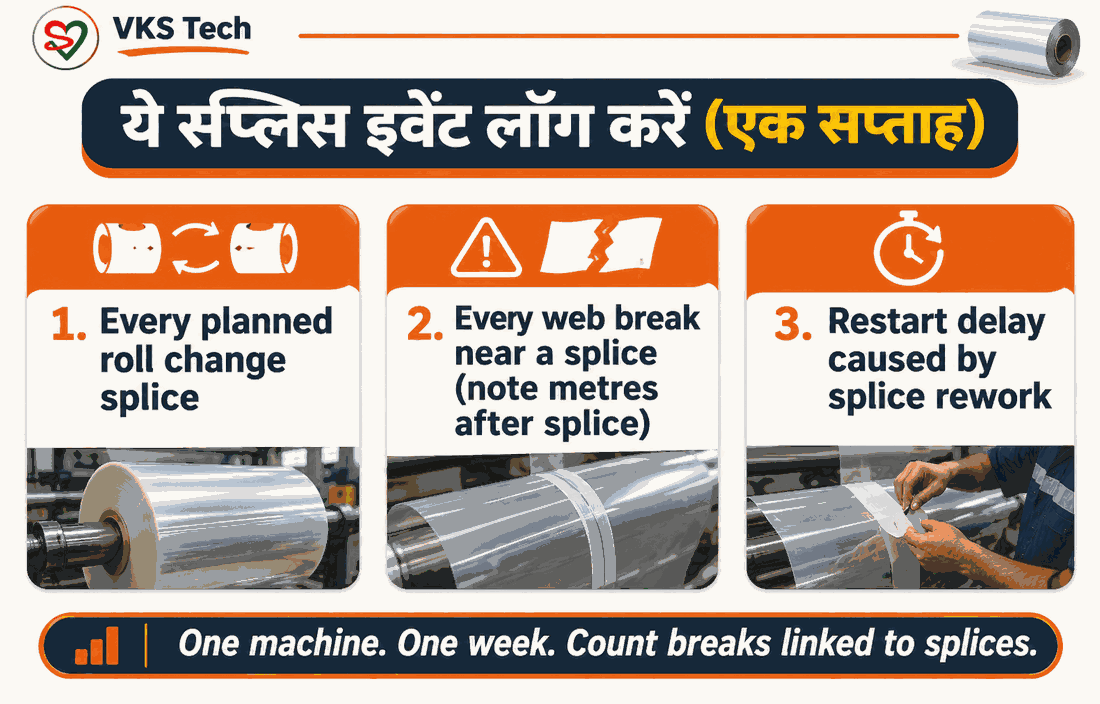 VKS Tech
ये स्प्लिस इवेंट लॉग करें (एक सप्ताह)
1. Every planned
roll change
splice
2. Every web break
near a splice
(note metres
after splice)
3. Restart delay
caused by
splice rework
One machine. One week. Count breaks linked to splices.